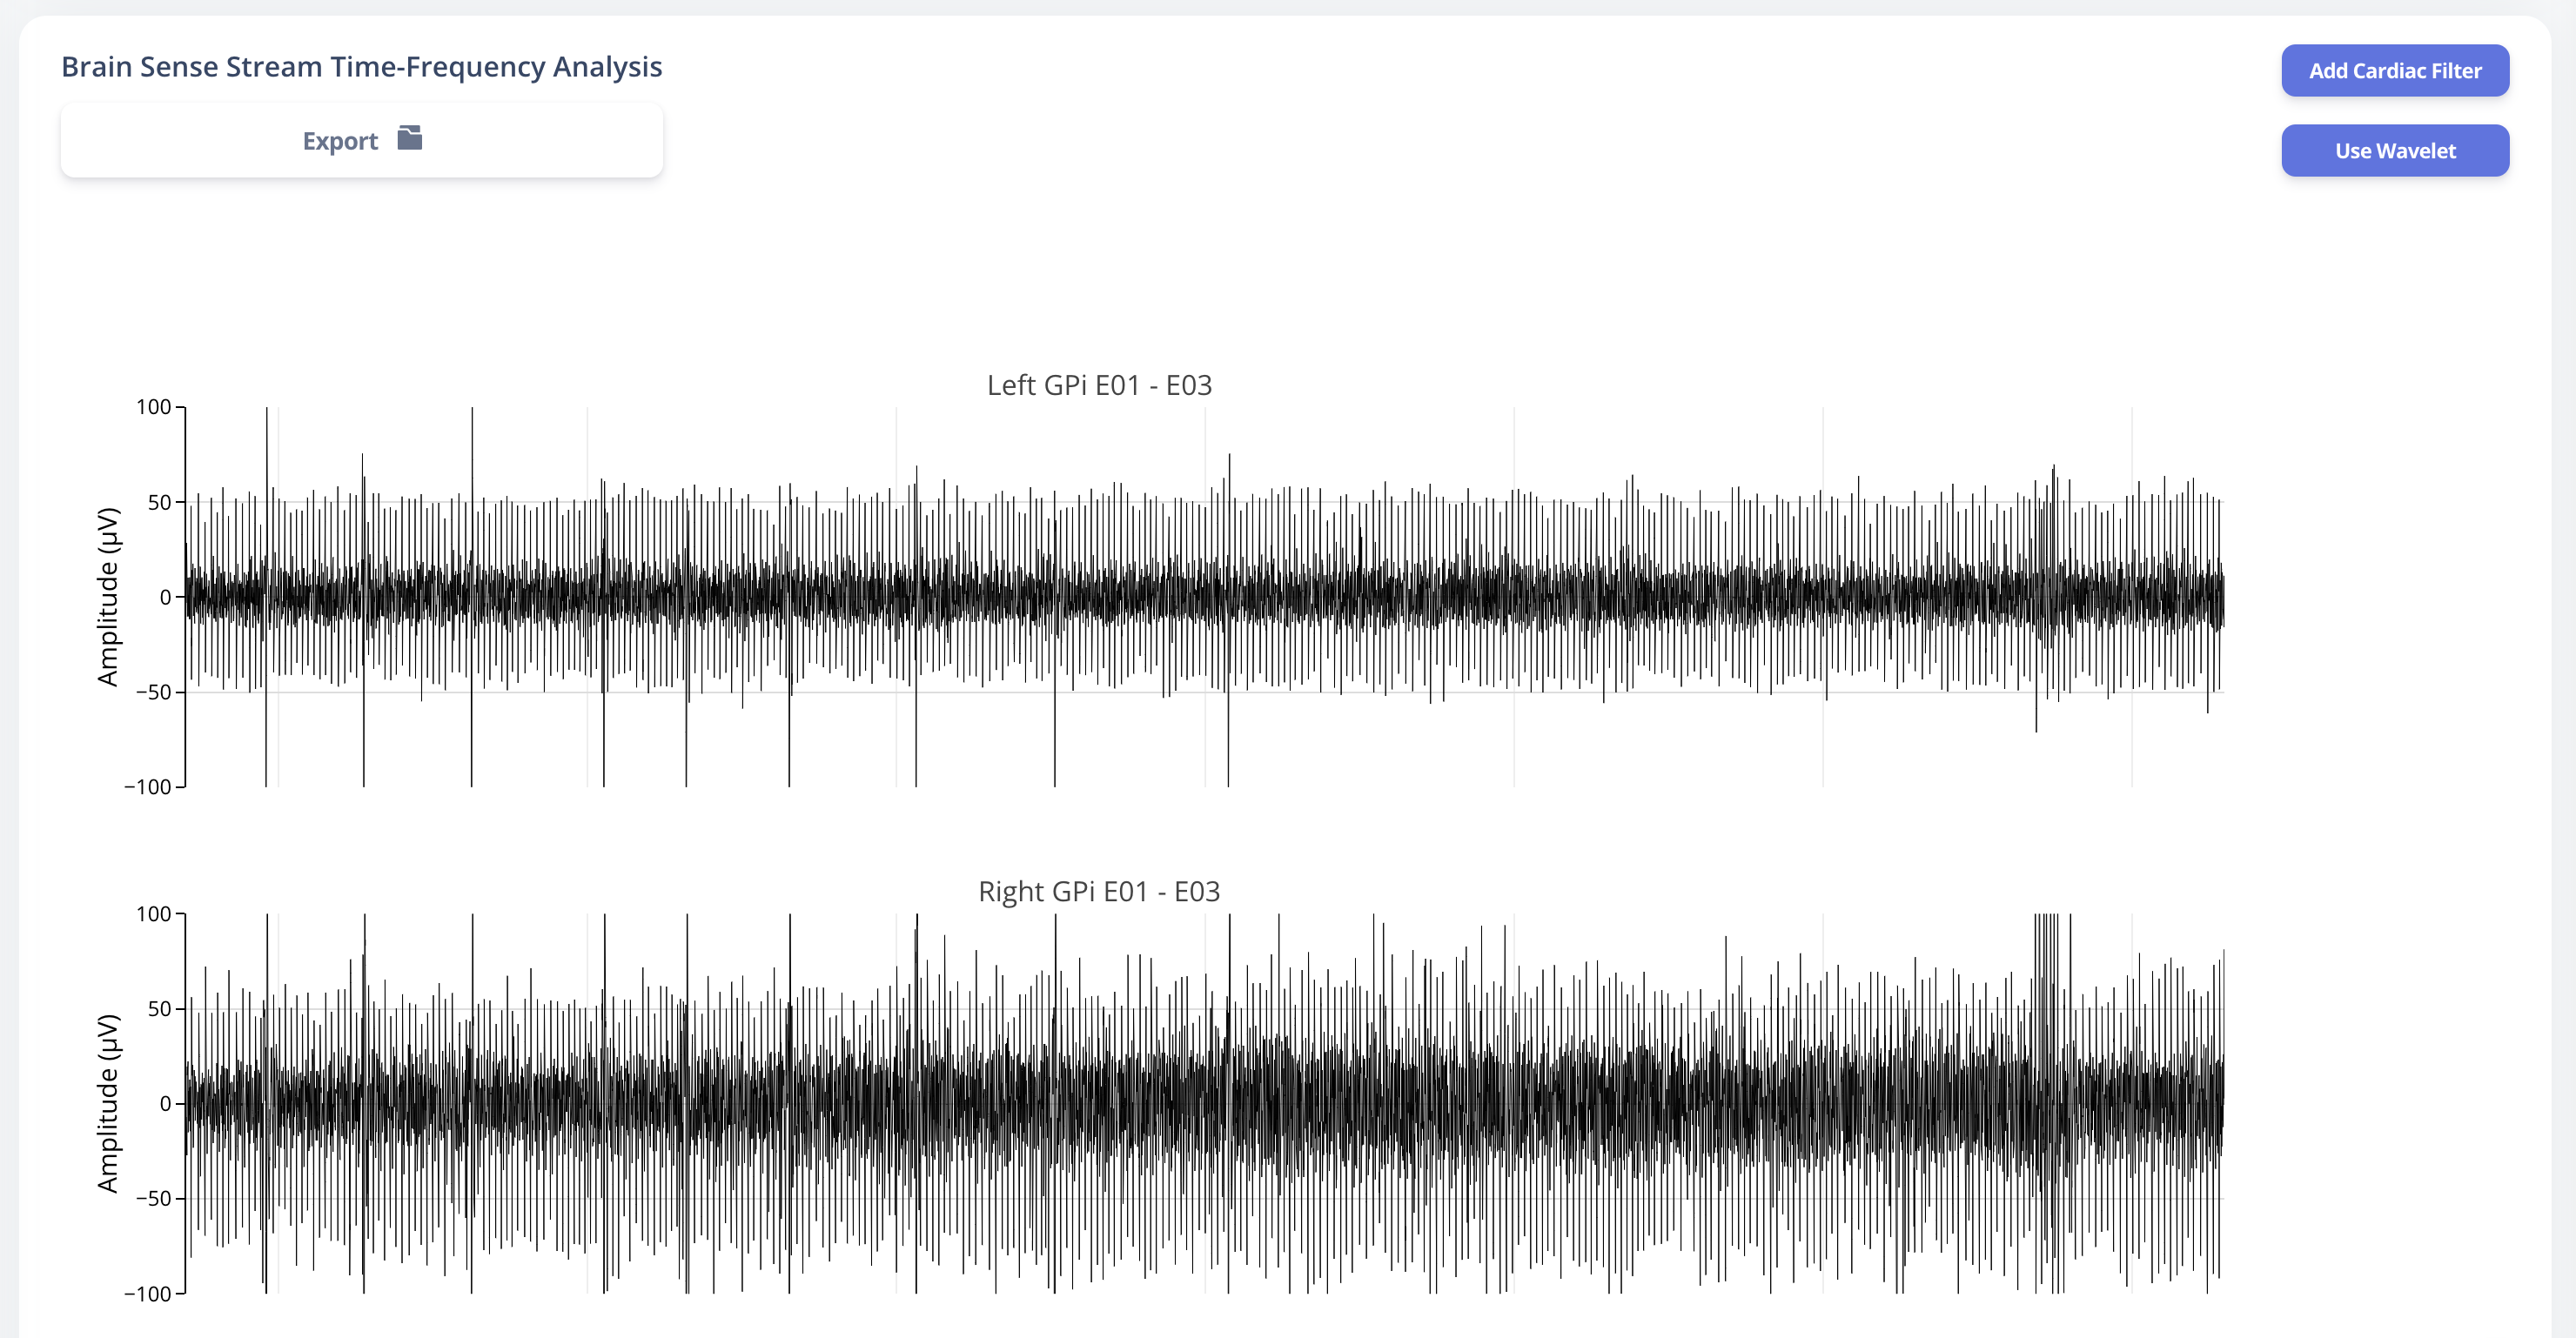 Brain Sense Stream Time-Frequency Analysis
Add Cardiac Filter
Export
Use Wavelet
Left GPi E01 - E03
100
50
0
−50
−100
Amplitude (μV)
Right GPi E01 - E03
100
50
0
−50
−100
Amplitude (μV)